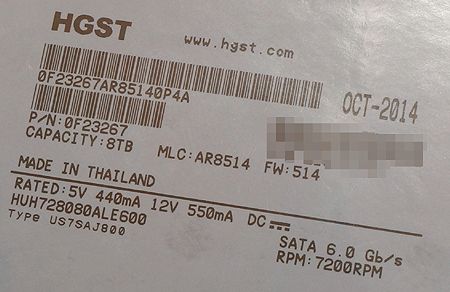 HGST
www.hgst.com
0F23267AR85140P4A
OCT-2014
P/N:0F23267
CAPACITY:8TB
MLC:AR8514 FW:514
MADE IN THAILAND
RATED:5V 440mA 12V 550mA DC
HUH728080ALE600
Type US7SAJ800
SATA 6.0 Gb/s
RPM:7200RPM